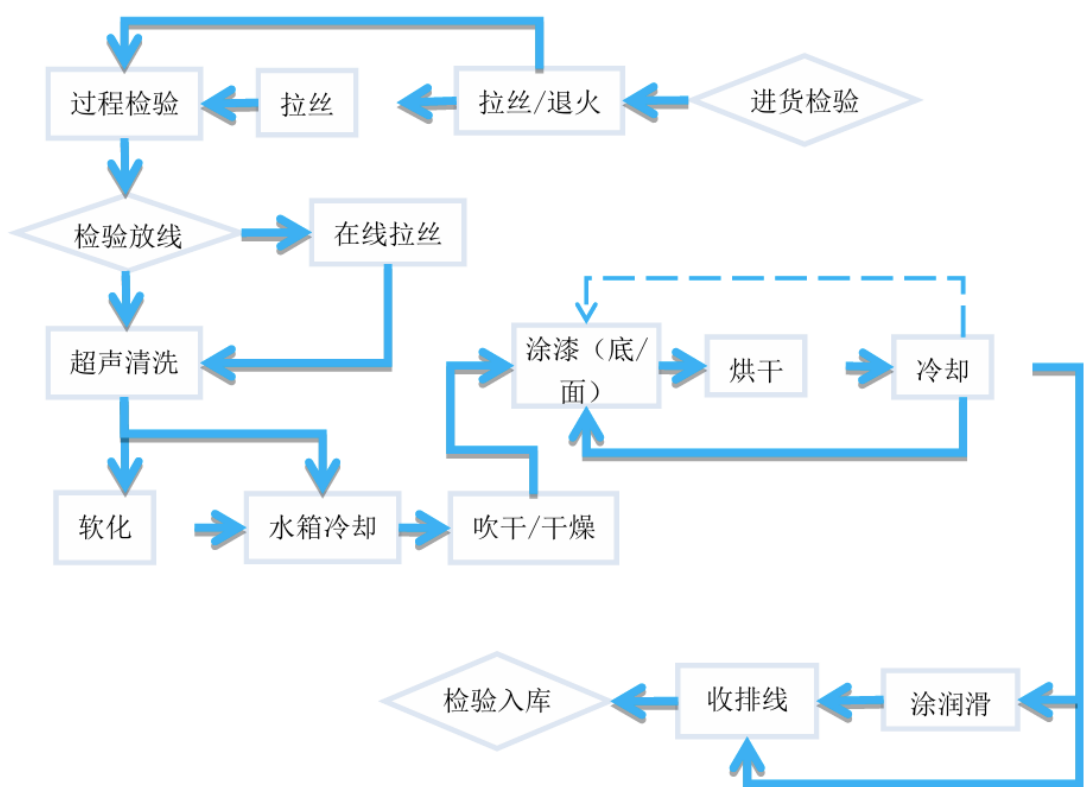 过程检验
拉丝
拉丝/退火
进货检验
检验放线
在线拉丝
超声清洗
涂漆（底/
面）
烘干
冷却
软化
水箱冷却
吹干/干燥
检验入库
收排线
涂润滑